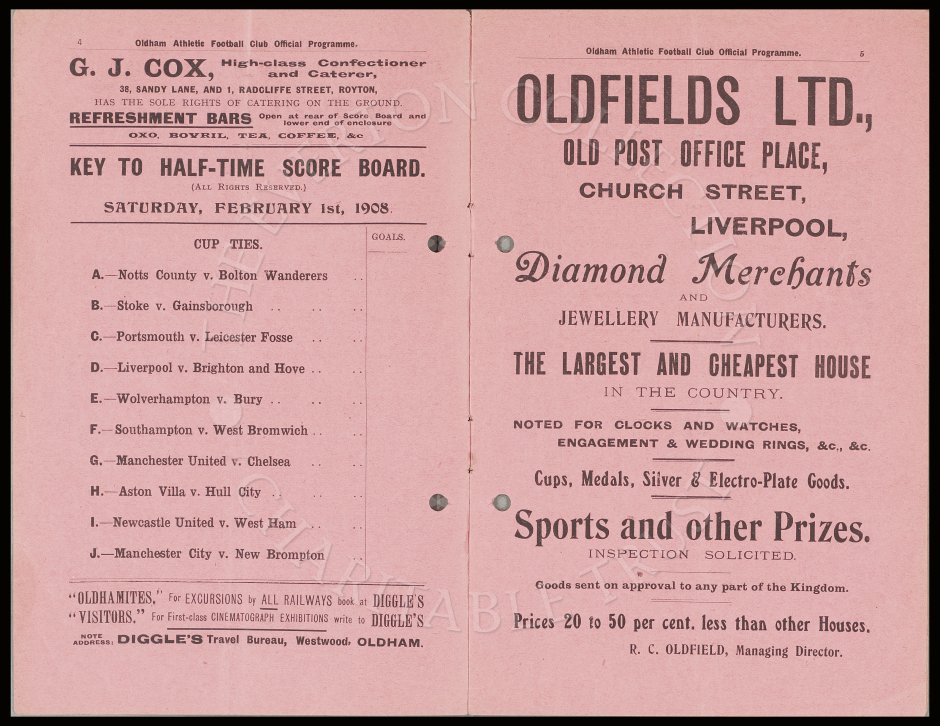 4
Oldham Athletic Football Club Official Programme.
G. J. COX, High-class Confectioner
and Caterer,
38, SANDY LANE, AND 1, RADCLIFFE STREET, ROYTON,
HAS THE SOLE RIGHTS OF CATERING ON THE GROUND.
REFRESHMENT BARS Open at rear of Score Board and
lower end of enclosure
OXO, BOVRIL, TEA, COFFEE, &c
KEY TO HALF-TIME SCORE BOARD.
(ALL RIGHTS RESERVED.)
SATURDAY, FEBRUARY 1st, 1908.
CUP TIES.
GOALS.
A.—Notts County v. Bolton Wanderers ..
B.—Stoke v. Gainsborough .. .. ..
C.—Portsmouth v. Leicester Fosse .. ..
D.—Liverpool v. Brighton and Hove .. ..
E.—Wolverhampton v. Bury .. .. ..
F.—Southampton v. West Bromwich .. ..
G.—Manchester United v. Chelsea .. ..
H.—Aston Villa v. Hull City .. .. ..
I.—Newcastle United v. West Ham .. ..
J.—Manchester City v. New Brompton ..
"OLDHAMITES," For EXCURSIONS by ALL RAILWAYS book at DIGGLE'S
"VISITORS," For First-class CINEMATOGRAPH EXHIBITIONS write to DIGGLE'S
NOTE ADDRESS: DIGGLE'S Travel Bureau, Westwood, OLDHAM.
Oldham Athletic Football Club Official Programme.
5
OLDFIELDS LTD.,
OLD POST OFFICE PLACE,
CHURCH STREET,
LIVERPOOL,
Diamond Merchants
AND
JEWELLERY MANUFACTURERS.
THE LARGEST AND CHEAPEST HOUSE
IN THE COUNTRY.
NOTED FOR CLOCKS AND WATCHES,
ENGAGEMENT & WEDDING RINGS, &c., &c.
Cups, Medals, Silver & Electro-Plate Goods.
Sports and other Prizes.
INSPECTION SOLICITED.
Goods sent on approval to any part of the Kingdom.
Prices 20 to 50 per cent. less than other Houses.
R. C. OLDFIELD, Managing Director.
THE EVERTON COLLECTION
CHARITABLE TRUST